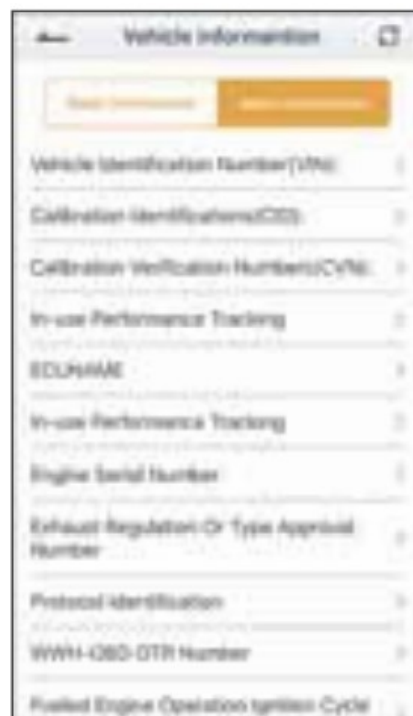 Vehicle Informantion
Vehicle Identification Number(VIN):
Calibration Identifications(CID):
Calibration Verification Numbers(CVN):
In-use Performance Tracking
ECUNAME
In-use Performance Tracking
Engine Serial Number
Exhaust Regulation Or Type Approval
Number
Protocol Identification
WWH-OBD GTR Number
Fueled Engine Operation Ignition Cycle